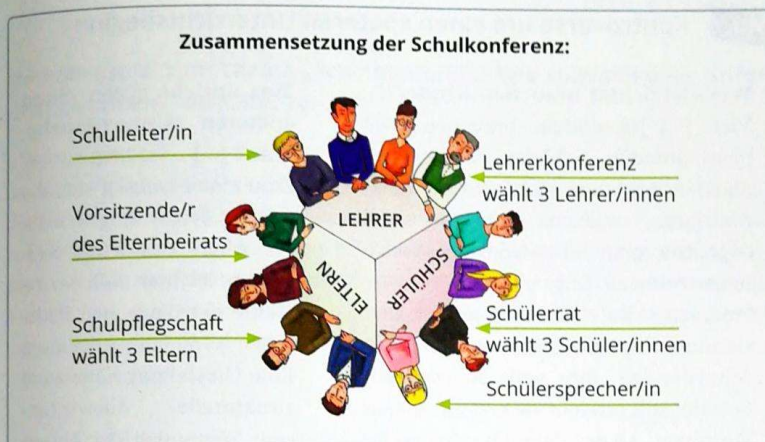 Zusammensetzung der Schulkonferenz:
Schulleiter/in
Lehrerkonferenz
wählt 3 Lehrer/innen
Vorsitzende/r
des Elternbeirats
LEHRER
ELTERN
SCHÜLER
Schulpflegschaft
wählt 3 Eltern
Schülerrat
wählt 3 Schüler/innen
Schülersprecher/in